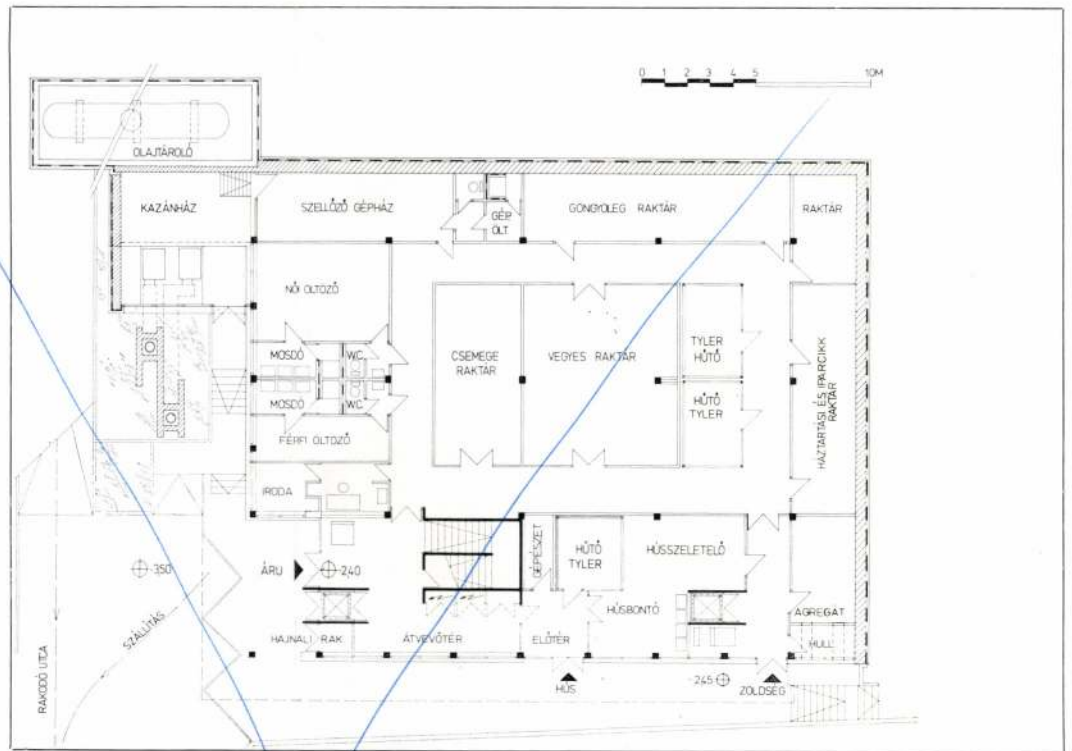 0 1 2 3 4 5 10M
OLAJTÁROLÓ
KAZÁNHÁZ
SZELLŐZŐ GÉPHÁZ
GÉP.
ÖLT.
GÖNGYÖLEG RAKTÁR
RAKTÁR
NŐI ÖLTÖZŐ
MOSDÓ
W.C.
MOSDÓ
W.C.
FÉRFI ÖLTÖZŐ
IRODA
CSEMEGE
RAKTÁR
VEGYES RAKTÁR
TYLER
HŰTŐ
HŰTŐ
TYLER
HÁZTARTÁSI ÉS IPARCIKK
RAKTÁR
GÉPÉSZET
HŰTŐ
TYLER
HÚSSZELETELŐ
-350
ÁRU
-240
HÚSBONTÓ
AGREGÁT
HAJNALI RAK.
ÁTVEVŐTÉR
ELŐTÉR
HULL.
SZÁLLÍTÁS
RAKODÓ UTCA
HÚS
-245
ZÖLDSÉG